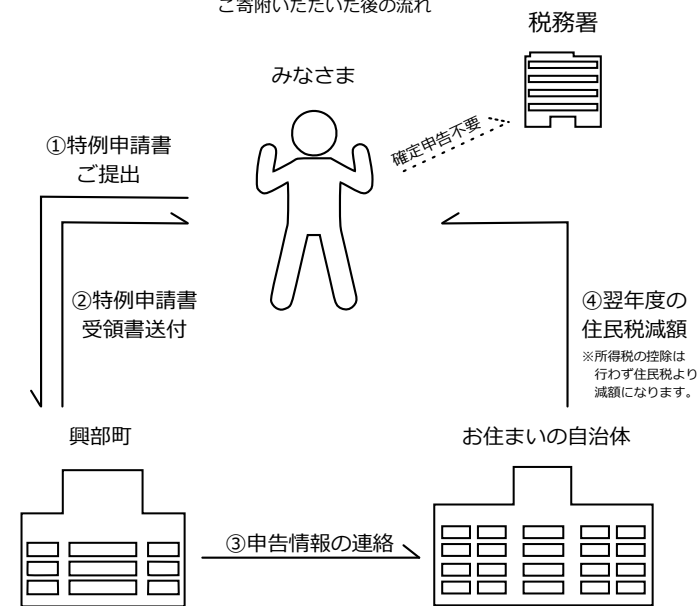 ご寄附いただいた後の流れ
税務署
みなさま
確定申告不要
①特例申請書
ご提出
②特例申請書
受領書送付
④翌年度の
住民税減額
※所得税の控除は
行わず住民税より
減額になります。
興部町
お住まいの自治体
③申告情報の連絡